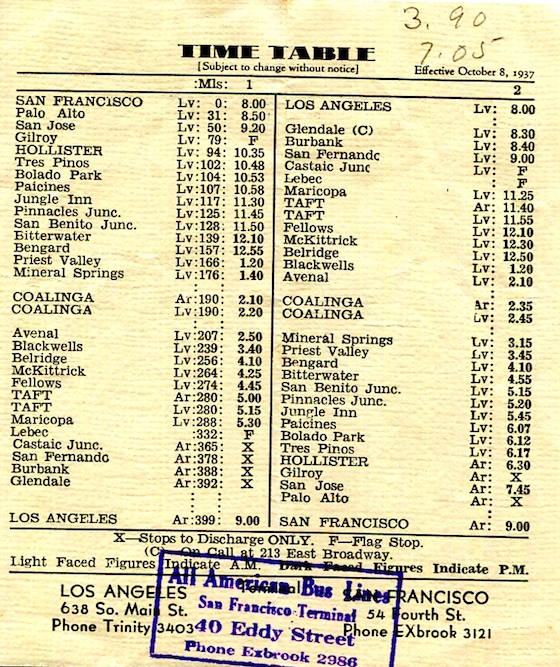 3.90
7.05
TIME TABLE
[Subject to change without notice]
Effective October 8, 1937
:Mls: 1
SAN FRANCISCO Lv: 0: 8.00
Palo Alto Lv: 31: 8.50
San Jose Lv: 50: 9.20
Gilroy Lv: 79: F
HOLLISTER Lv: 94: 10.35
Tres Pinos Lv:102: 10.48
Bolado Park Lv:104: 10.53
Paicines Lv:107: 10.58
Jungle Inn Lv:117: 11.30
Pinnacles Junc. Lv:125: 11.45
San Benito Junc. Lv:128: 11.50
Bitterwater Lv:139: 12.10
Bengard Lv:157: 12.55
Priest Valley Lv:166: 1.20
Mineral Springs Lv:176: 1.40
COALINGA Ar:190: 2.10
COALINGA Lv:190: 2.20
Avenal Lv:207: 2.50
Blackwells Lv:239: 3.40
Belridge Lv:256: 4.10
McKittrick Lv:264: 4.25
Fellows Lv:274: 4.45
TAFT Ar:280: 5.00
TAFT Lv:280: 5.15
Maricopa Lv:288: 5.30
Lebec :332: F
Castaic Junc. Ar:365: X
San Fernando Ar:378: X
Burbank Ar:388: X
Glendale Ar:392: X
LOS ANGELES Ar:399: 9.00
2
LOS ANGELES Lv: 8.00
Glendale (C) Lv: 8.30
Burbank Lv: 8.40
San Fernando Lv: 9.00
Castaic Junc Lv: F
Lebec Lv: F
Maricopa Lv: 11.25
TAFT Ar: 11.40
TAFT Lv: 11.55
Fellows Lv: 12.10
McKittrick Lv: 12.30
Belridge Lv: 12.50
Blackwells Lv: 1.20
Avenal Lv: 2.10
COALINGA Ar: 2.35
COALINGA Lv: 2.45
Mineral Springs Lv: 3.15
Priest Valley Lv: 3.45
Bengard Lv: 4.10
Bitterwater Lv: 4.55
San Benito Junc. Lv: 5.15
Pinnacles Junc. Lv: 5.20
Jungle Inn Lv: 5.45
Paicines Lv: 6.07
Bolado Park Lv: 6.12
Tres Pinos Lv: 6.17
HOLLISTER Ar: 6.30
Gilroy Ar: X
San Jose Ar: 7.45
Palo Alto Ar: X
SAN FRANCISCO Ar: 9.00
X—Stops to Discharge ONLY. F—Flag Stop.
(C) On Call at 213 East Broadway.
Light Faced Figures Indicate A.M. Dark Faced Figures Indicate P.M.
LOS ANGELES
638 So. Main St.
Phone Trinity 3403
SAN FRANCISCO
54 Fourth St.
Phone EXbrook 3121
All American Bus Lines
San Francisco Terminal
40 Eddy Street
Phone Exbrook 2986